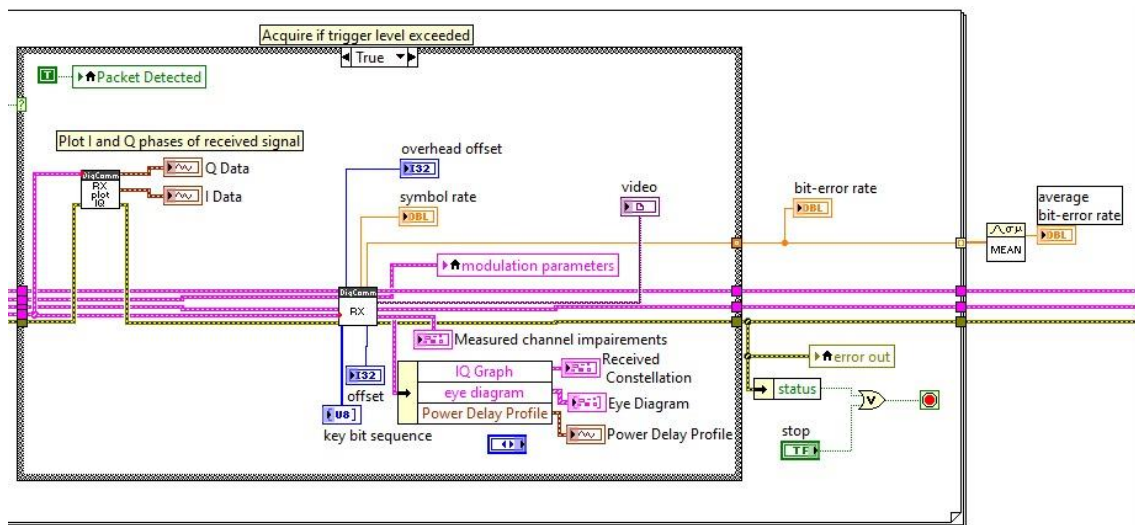 Acquire if trigger level exceeded
True
T
Packet Detected
?
Plot I and Q phases of received signal
DigComm
RX
plot
IQ
Q Data
I Data
overhead offset
I32
symbol rate
DBL
video
bit-error rate
DBL
average
bit-error rate
DBL
MEAN
modulation parameters
DigComm
RX
Measured channel impairements
I32
offset
U8
key bit sequence
IQ Graph
eye diagram
Power Delay Profile
Received
Constellation
Eye Diagram
Power Delay Profile
error out
status
V
stop
TF